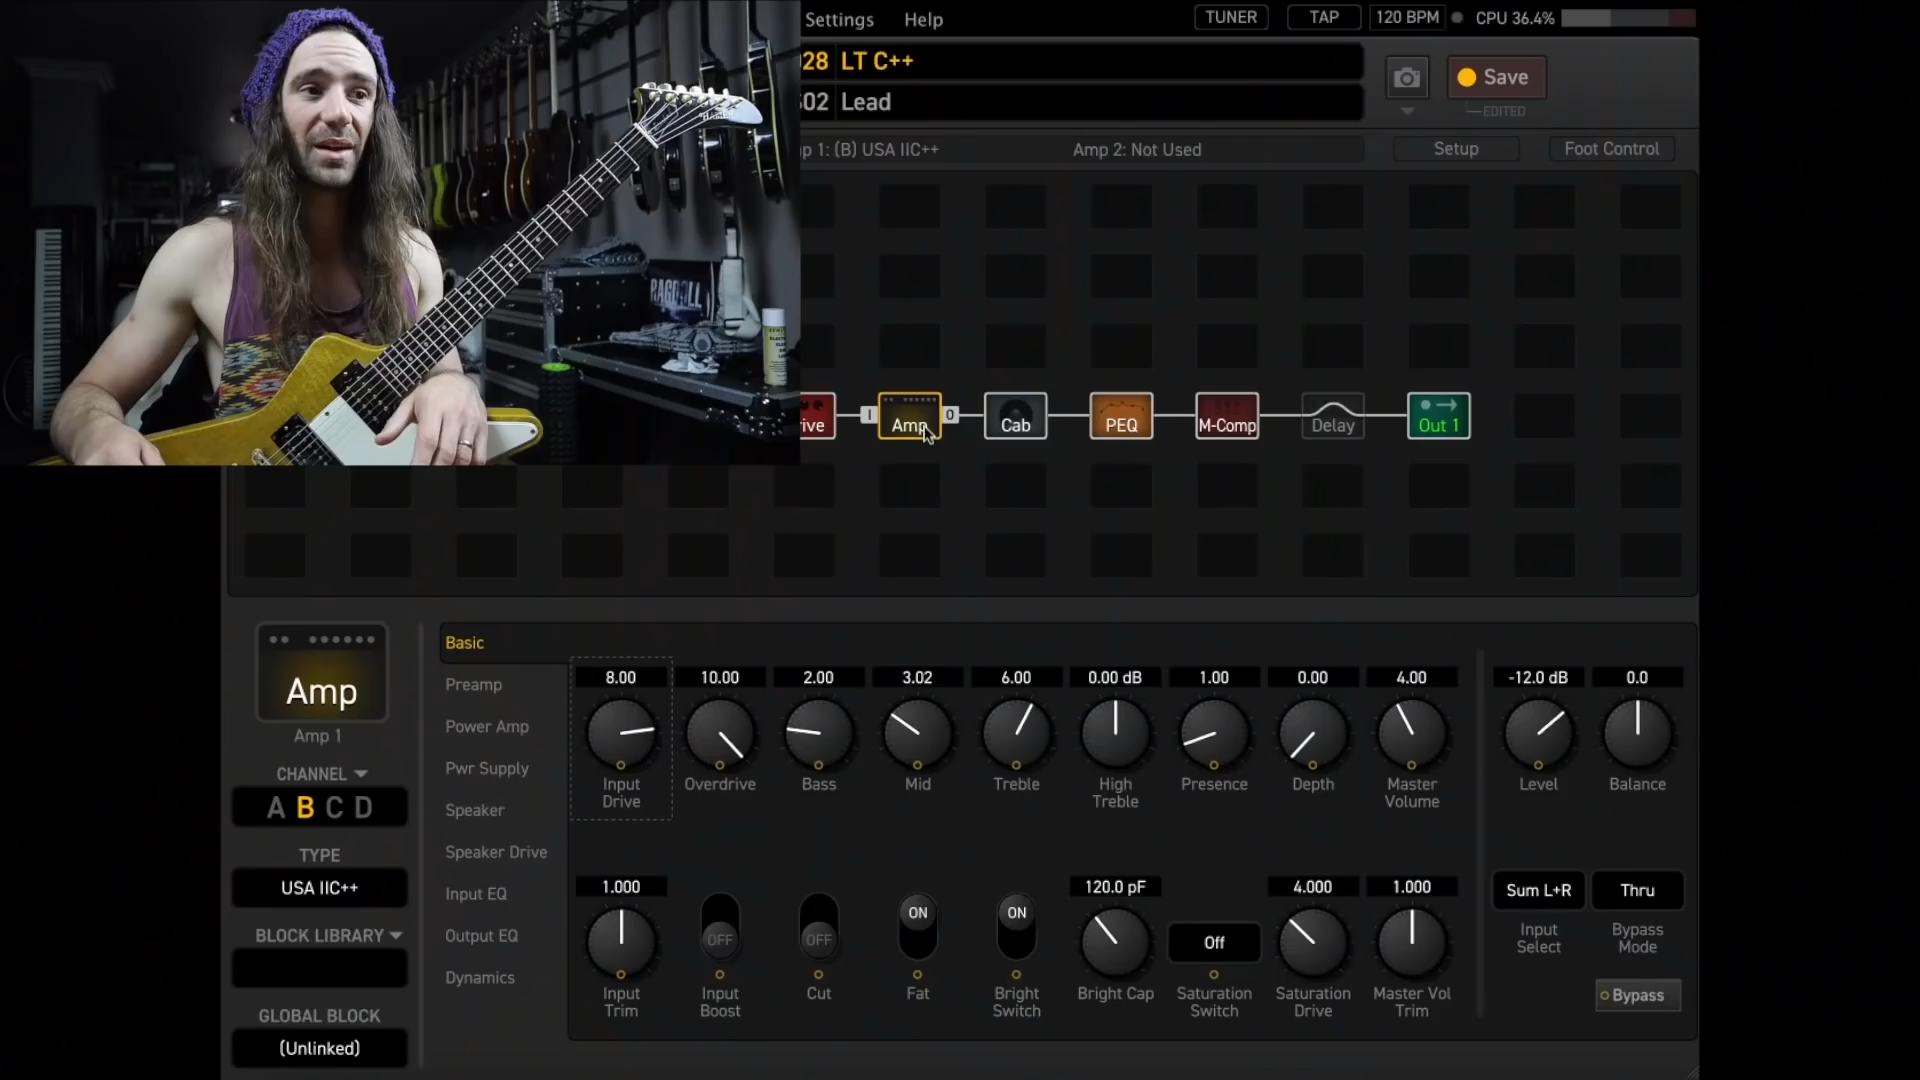 Settings Help TUNER TAP 120 BPM CPU 36.4%
28 LT C++
02 Lead
Save
EDITED
p 1: (B) USA IIC++ Amp 2: Not Used Setup Foot Control
RAGDOLL
ive I Amp O Cab PEQ M-Comp Delay Out 1
Amp
Amp 1
CHANNEL
A B C D
TYPE
USA IIC++
BLOCK LIBRARY
GLOBAL BLOCK
(Unlinked)
Basic
Preamp
Power Amp
Pwr Supply
Speaker
Speaker Drive
Input EQ
Output EQ
Dynamics
8.00 10.00 2.00 3.02 6.00 0.00 dB 1.00 0.00 4.00 -12.0 dB 0.0
Input Drive Overdrive Bass Mid Treble High Treble Presence Depth Master Volume Level Balance
1.000 OFF OFF ON ON 120.0 pF Off 4.000 1.000 Sum L+R Thru
Input Trim Input Boost Cut Fat Bright Switch Bright Cap Saturation Switch Saturation Drive Master Vol Trim Input Select Bypass Mode
Bypass